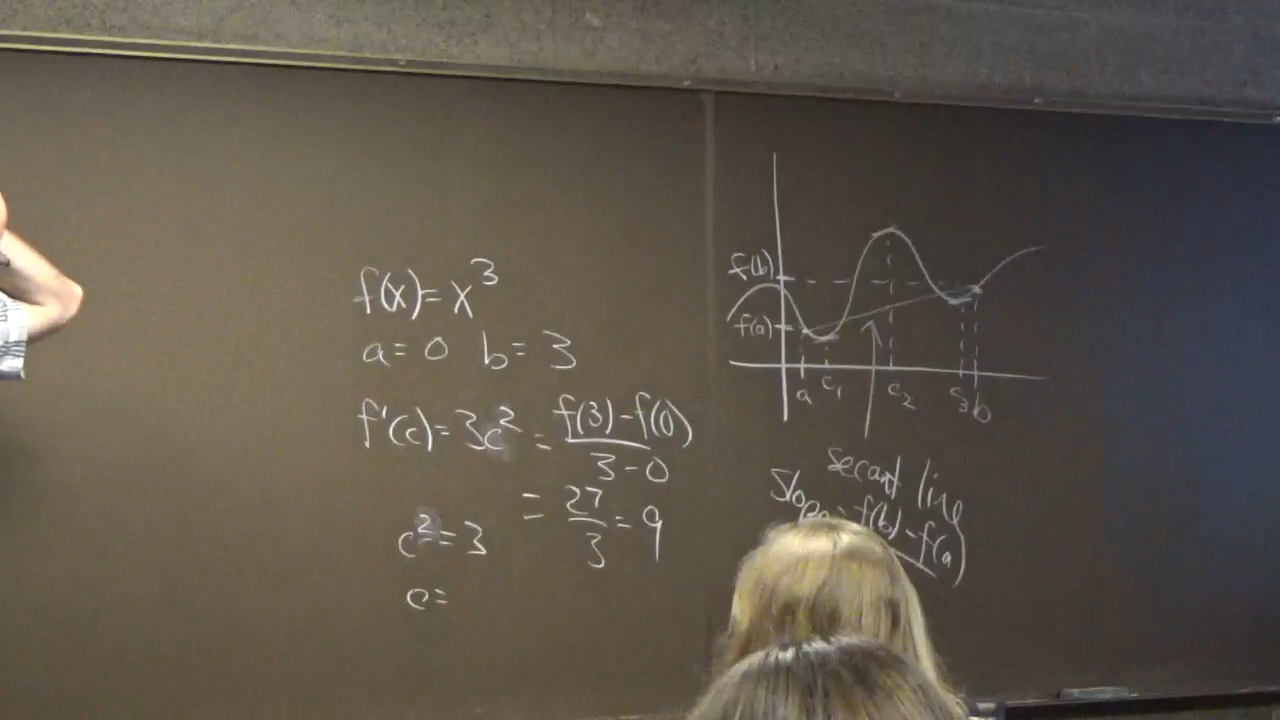 f(x)=x³
a=0 b=3
f'(c)=3c²=f(3)-f(0)/3-0
=27/3=9
c²=3
c=
f(b)
f(a)
a c₁ c₂ c₃ b
secant line
slope = f(b)-f(a)